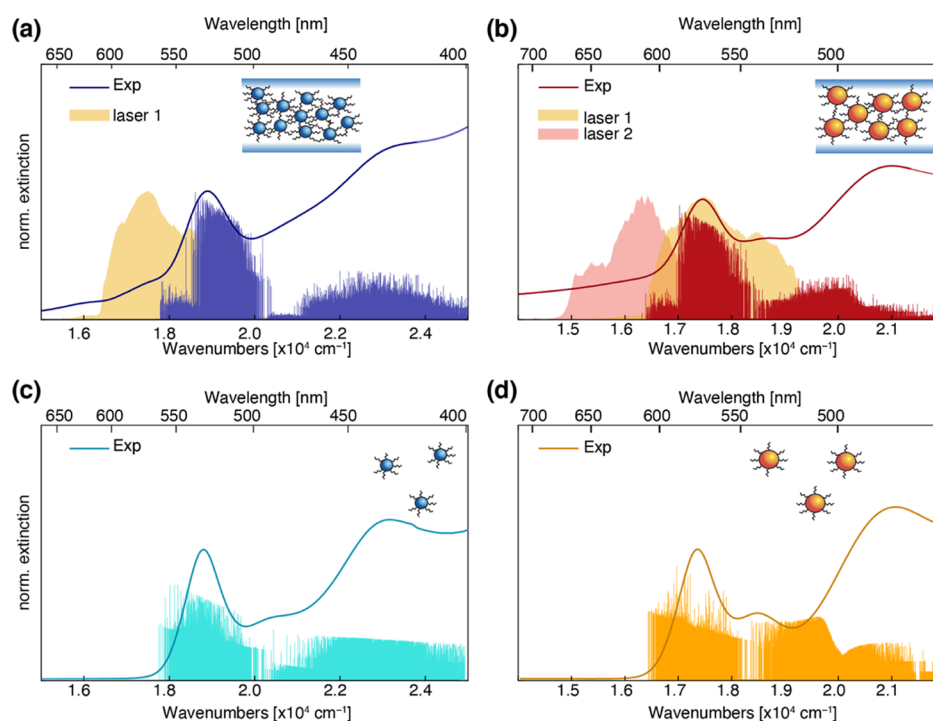 (a)
Wavelength [nm]
650 600 550 500 450 400
Exp
laser 1
norm. extinction
1.6 1.8 2.0 2.2 2.4
Wavenumbers [x10⁴ cm⁻¹]
(b)
Wavelength [nm]
700 650 600 550 500
Exp
laser 1
laser 2
1.5 1.6 1.7 1.8 1.9 2.0 2.1
Wavenumbers [x10⁴ cm⁻¹]
(c)
Wavelength [nm]
650 600 550 500 450 400
Exp
norm. extinction
1.6 1.8 2.0 2.2 2.4
Wavenumbers [x10⁴ cm⁻¹]
(d)
Wavelength [nm]
700 650 600 550 500
Exp
1.5 1.6 1.7 1.8 1.9 2.0 2.1
Wavenumbers [x10⁴ cm⁻¹]